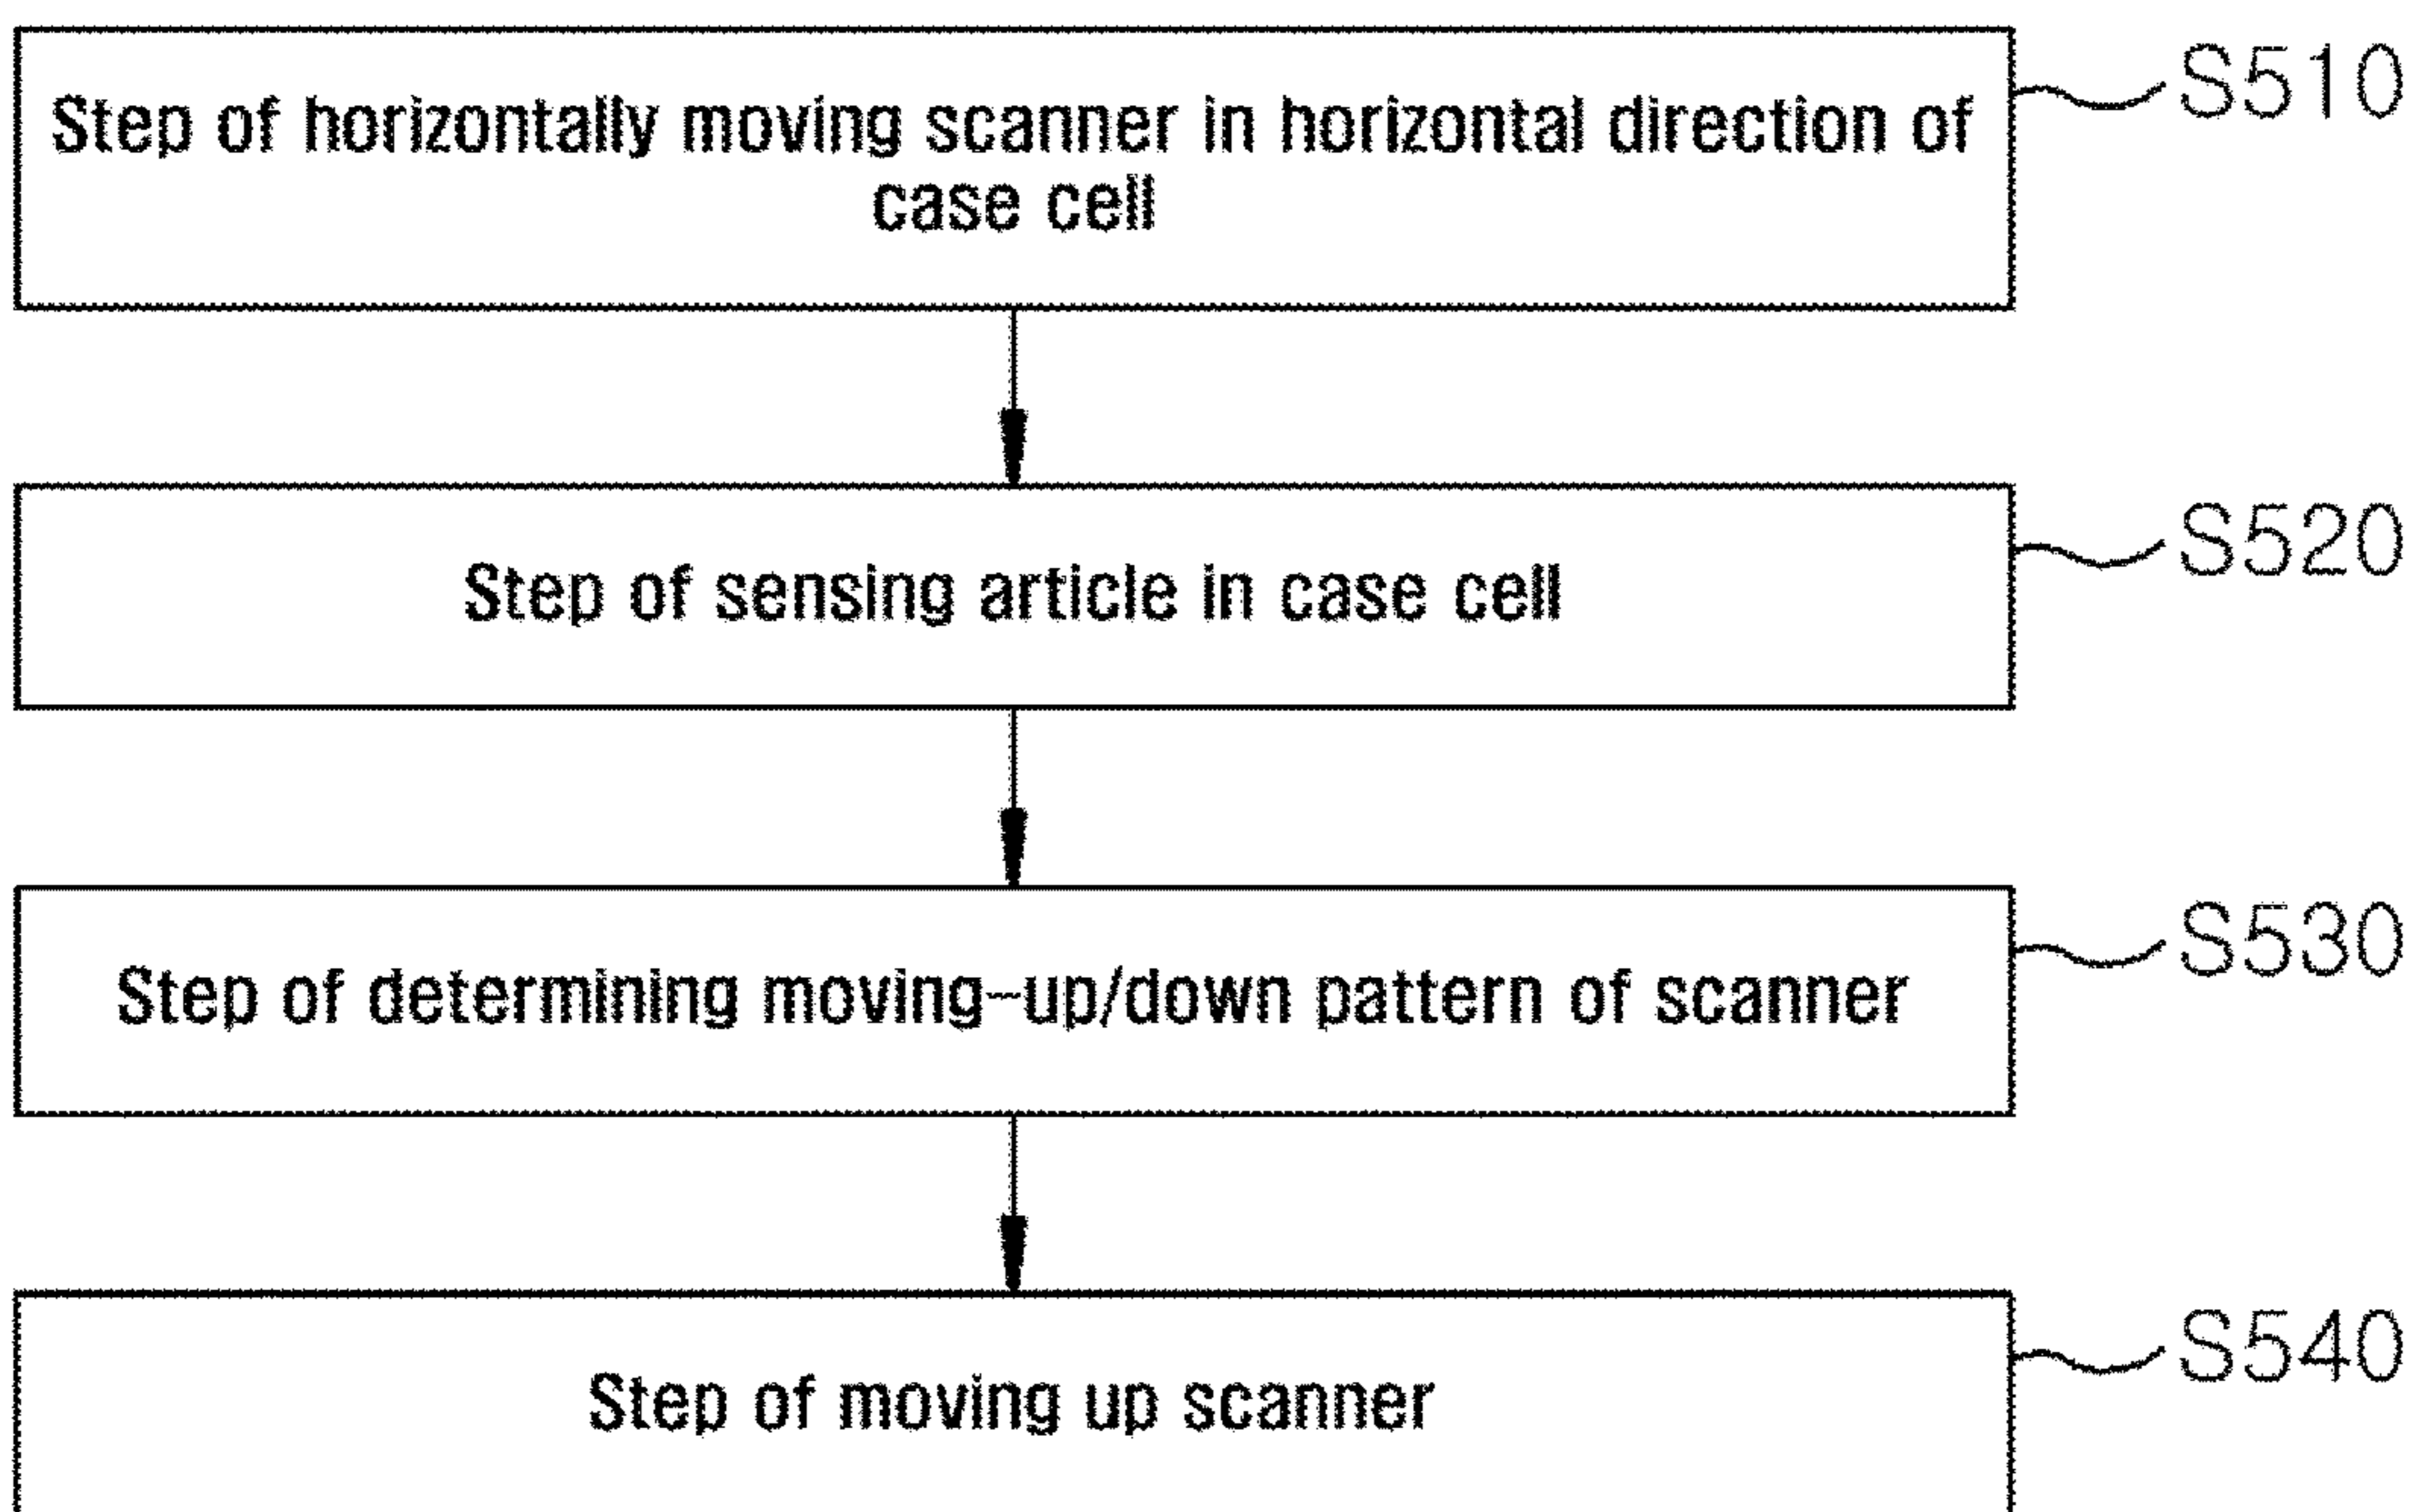 Step of horizontally moving scanner in horizontal direction of
case cell
S510
Step of sensing article in case cell
S520
Step of determining moving-up/down pattern of scanner
S530
Step of moving up scanner
S540